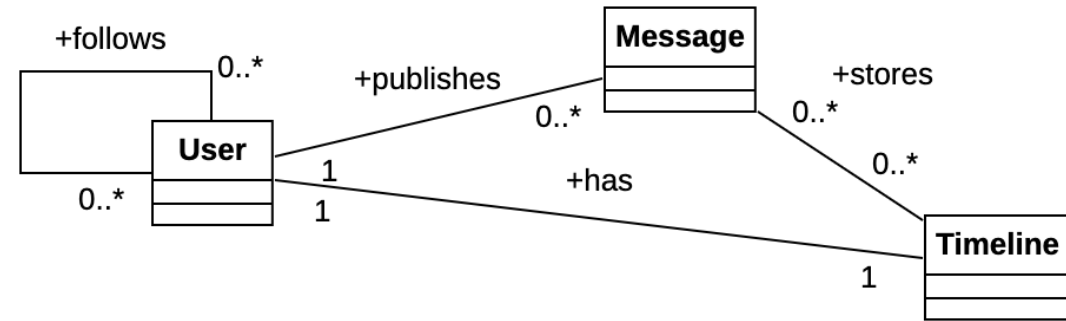 +follows
0..*
User
0..*
+publishes
1
0..*
Message
+stores
0..*
0..*
+has
1
1
Timeline